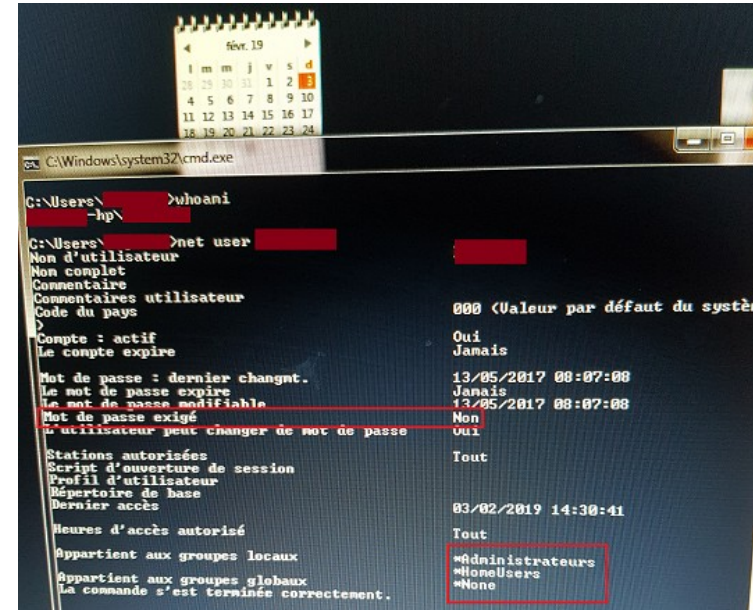 févr. 19
l m m j v s d
28 29 30 31 1 2 3
4 5 6 7 8 9 10
11 12 13 14 15 16 17
18 19 20 21 22 23 24
C:\Windows\system32\cmd.exe
C:\Users\ >whoami
-hp\
C:\Users\ >net user
Nom d'utilisateur
Nom complet
Commentaire
Commentaires utilisateur
Code du pays 000 (Valeur par défaut du systè
>
Compte : actif Oui
Le compte expire Jamais
Mot de passe : dernier changmt. 13/05/2017 08:07:08
Le mot de passe expire Jamais
Le mot de passe modifiable 13/05/2017 08:07:08
Mot de passe exigé Non
L'utilisateur peut changer de mot de passe Oui
Stations autorisées Tout
Script d'ouverture de session
Profil d'utilisateur
Répertoire de base
Dernier accès 03/02/2019 14:30:41
Heures d'accès autorisé Tout
Appartient aux groupes locaux *Administrateurs
*HomeUsers
Appartient aux groupes globaux *None
La commande s'est terminée correctement.